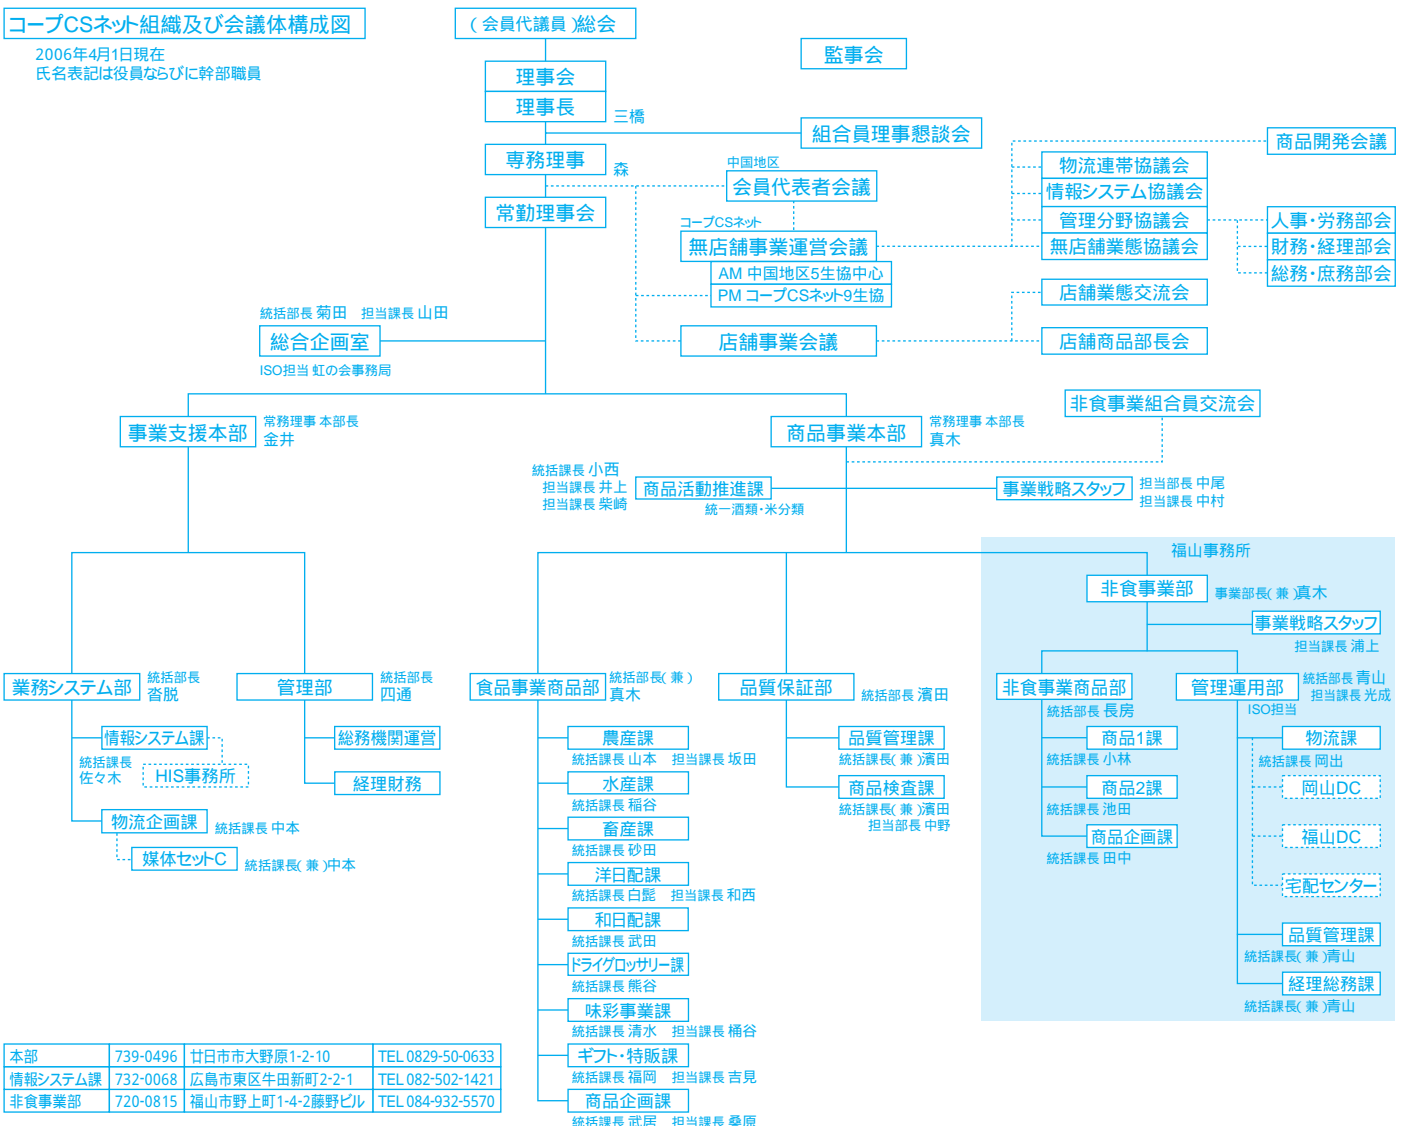 コープCSネット組織及び会議体構成図
2006年4月1日現在
氏名表記は役員ならびに幹部職員
(会員代議員)総会
監事会
理事会
理事長
三橋
組合員理事懇談会
専務理事
森
常勤理事会
中国地区
会員代表者会議
コープCSネット
無店舗事業運営会議
AM 中国地区5生協中心
PM コープCSネット9生協
店舗事業会議
商品開発会議
物流連帯協議会
情報システム協議会
管理分野協議会
無店舗業態協議会
人事・労務部会
財務・経理部会
総務・庶務部会
店舗業態交流会
店舗商品部長会
統括部長 菊田 担当課長 山田
総合企画室
ISO担当 虹の会事務局
事業支援本部
常務理事 本部長
金井
商品事業本部
常務理事 本部長
真木
非食事業組合員交流会
統括課長 小西
担当課長 井上
担当課長 柴崎
商品活動推進課
統一酒類・米分類
事業戦略スタッフ
担当部長 中尾
担当課長 中村
福山事務所
非食事業部
事業部長(兼)真木
事業戦略スタッフ
担当課長 浦上
業務システム部
統括部長
沓脱
情報システム課
統括課長
佐々木
HIS事務所
物流企画課
統括課長 中本
媒体セットC
統括課長(兼)中本
管理部
統括部長
四通
総務機関運営
経理財務
食品事業商品部
統括部長(兼)
真木
農産課
統括課長 山本 担当課長 坂田
水産課
統括課長 稲谷
畜産課
統括課長 砂田
洋日配課
統括課長 白髭 担当課長 和西
和日配課
統括課長 武田
ドライグロッサリー課
統括課長 熊谷
味彩事業課
統括課長 清水 担当課長 桶谷
ギフト・特販課
統括課長 福岡 担当課長 吉見
商品企画課
統括課長 武居 担当課長 桑原
品質保証部
統括部長 濱田
品質管理課
統括課長(兼)濱田
商品検査課
統括課長(兼)濱田
担当部長 中野
非食事業商品部
統括部長 長房
商品1課
統括課長 小林
商品2課
統括課長 池田
商品企画課
統括課長 田中
管理運用部
統括部長 青山
担当課長 光成
ISO担当
物流課
統括課長 岡出
岡山DC
福山DC
宅配センター
品質管理課
統括課長(兼)青山
経理総務課
統括課長(兼)青山
本部 739-0496 廿日市市大野原1-2-10 TEL 0829-50-0633
情報システム課 732-0068 広島市東区牛田新町2-2-1 TEL 082-502-1421
非食事業部 720-0815 福山市野上町1-4-2藤野ビル TEL 084-932-5570